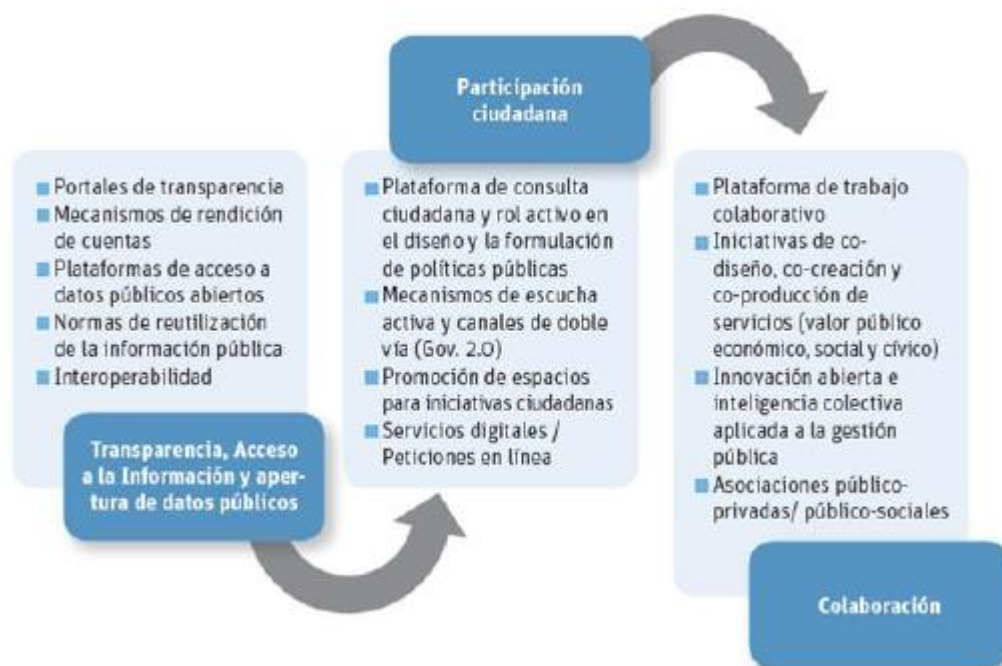 Portales de transparencia
Mecanismos de rendición
de cuentas
Plataformas de acceso a
datos públicos abiertos
Normas de reutilización
de la información pública
Interoperabilidad
Transparencia, Acceso
a la Información y aper-
tura de datos públicos
Participación
ciudadana
Plataforma de consulta
ciudadana y rol activo en
el diseño y la formulación
de políticas públicas
Mecanismos de escucha
activa y canales de doble
vía (Gov. 2.0)
Promoción de espacios
para iniciativas ciudadanas
Servicios digitales /
Peticiones en línea
Plataforma de trabajo
colaborativo
Iniciativas de co-
diseño, co-creación y
co-producción de
servicios (valor público
económico, social y cívico)
Innovación abierta e
inteligencia colectiva
aplicada a la gestión
pública
Asociaciones público-
privadas/ público-sociales
Colaboración